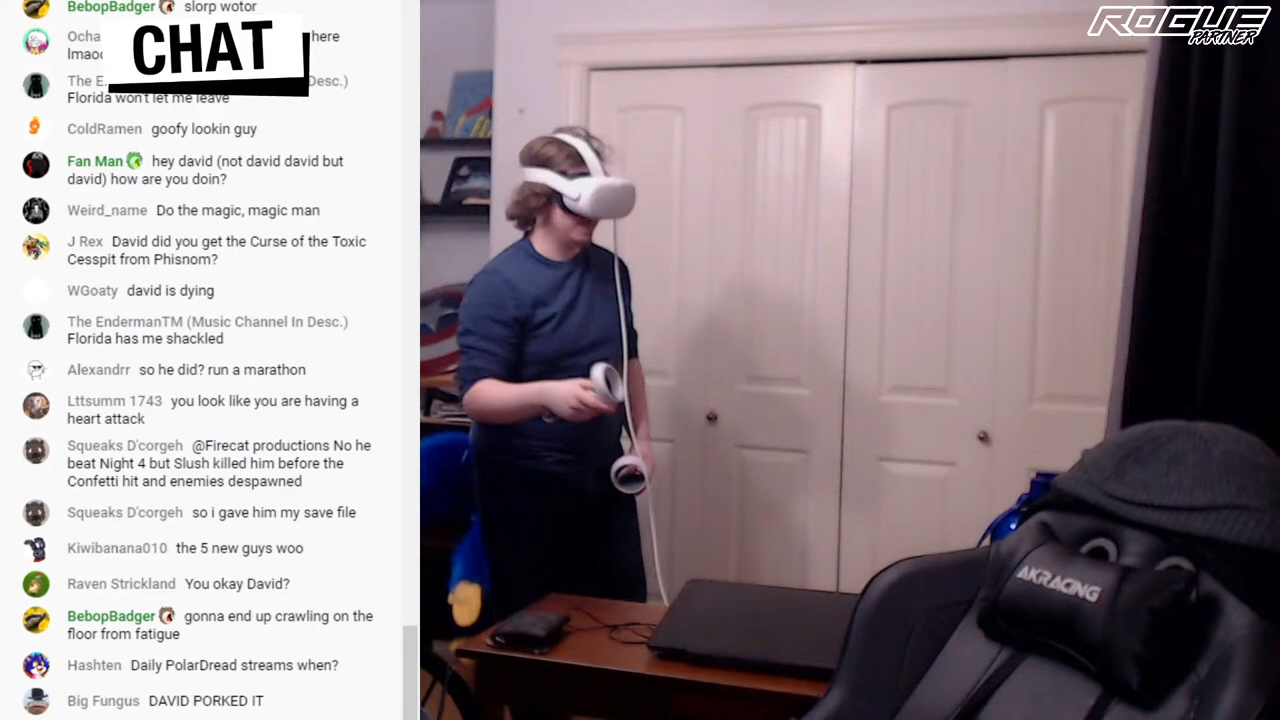 BebopBadger slorp wotor
Ocha here
lmao
CHAT
The E. Desc.)
Florida won't let me leave
ColdRamen goofy lookin guy
Fan Man hey david (not david david but
david) how are you doin?
Weird_name Do the magic, magic man
J Rex David did you get the Curse of the Toxic
Cesspit from Phisnom?
WGoaty david is dying
The EndermanTM (Music Channel In Desc.)
Florida has me shackled
Alexandrr so he did? run a marathon
Lttsumm 1743 you look like you are having a
heart attack
Squeaks D'corgeh @Firecat productions No he
beat Night 4 but Slush killed him before the
Confetti hit and enemies despawned
Squeaks D'corgeh so i gave him my save file
Kiwibanana010 the 5 new guys woo
Raven Strickland You okay David?
BebopBadger gonna end up crawling on the
floor from fatigue
Hashten Daily PolarDread streams when?
Big Fungus DAVID PORKED IT
ROGUE
PARTNER
AKRACING